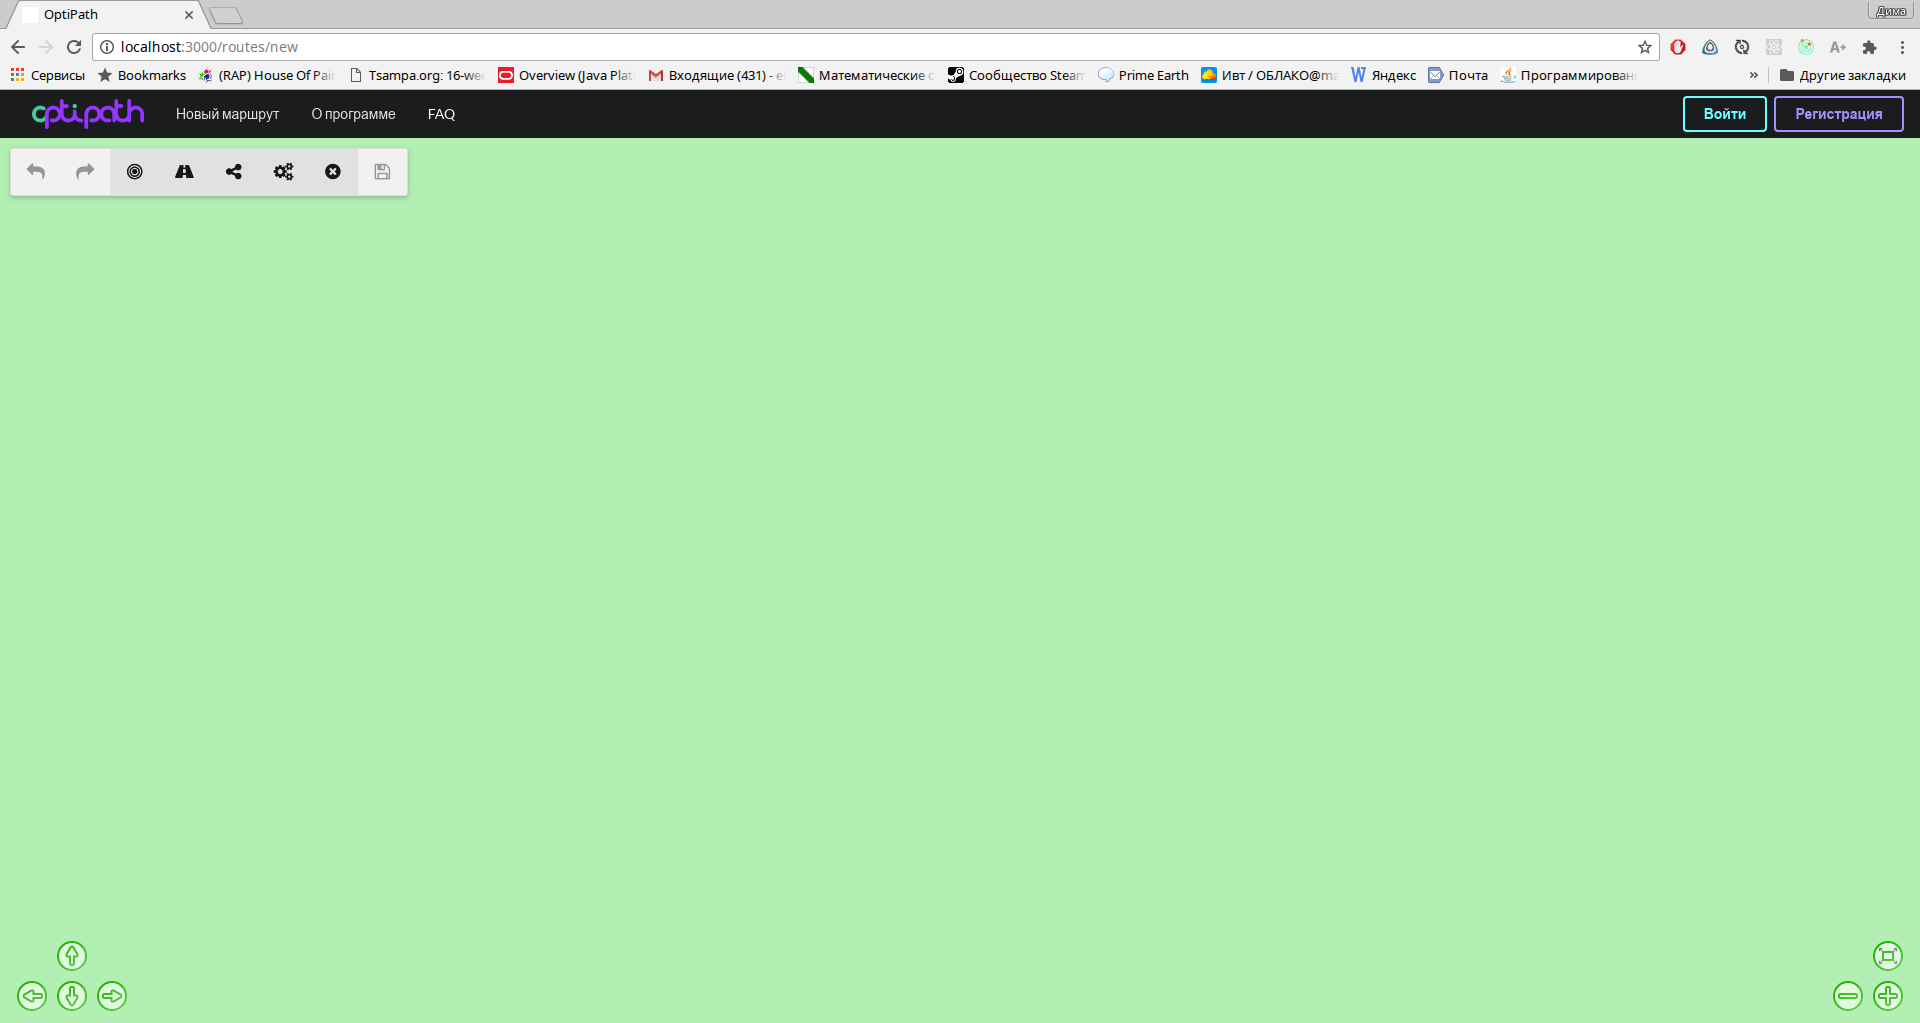 OptiPath
Дима
localhost:3000/routes/new
Сервисы Bookmarks (RAP) House Of Pai Tsampa.org: 16-we Overview (Java Plat Входящие (431) - e Математические с Сообщество Steam Prime Earth Ивт / ОБЛАКО@ma Яндекс Почта Программирован » Другие закладки
optipath Новый маршрут О программе FAQ Войти Регистрация